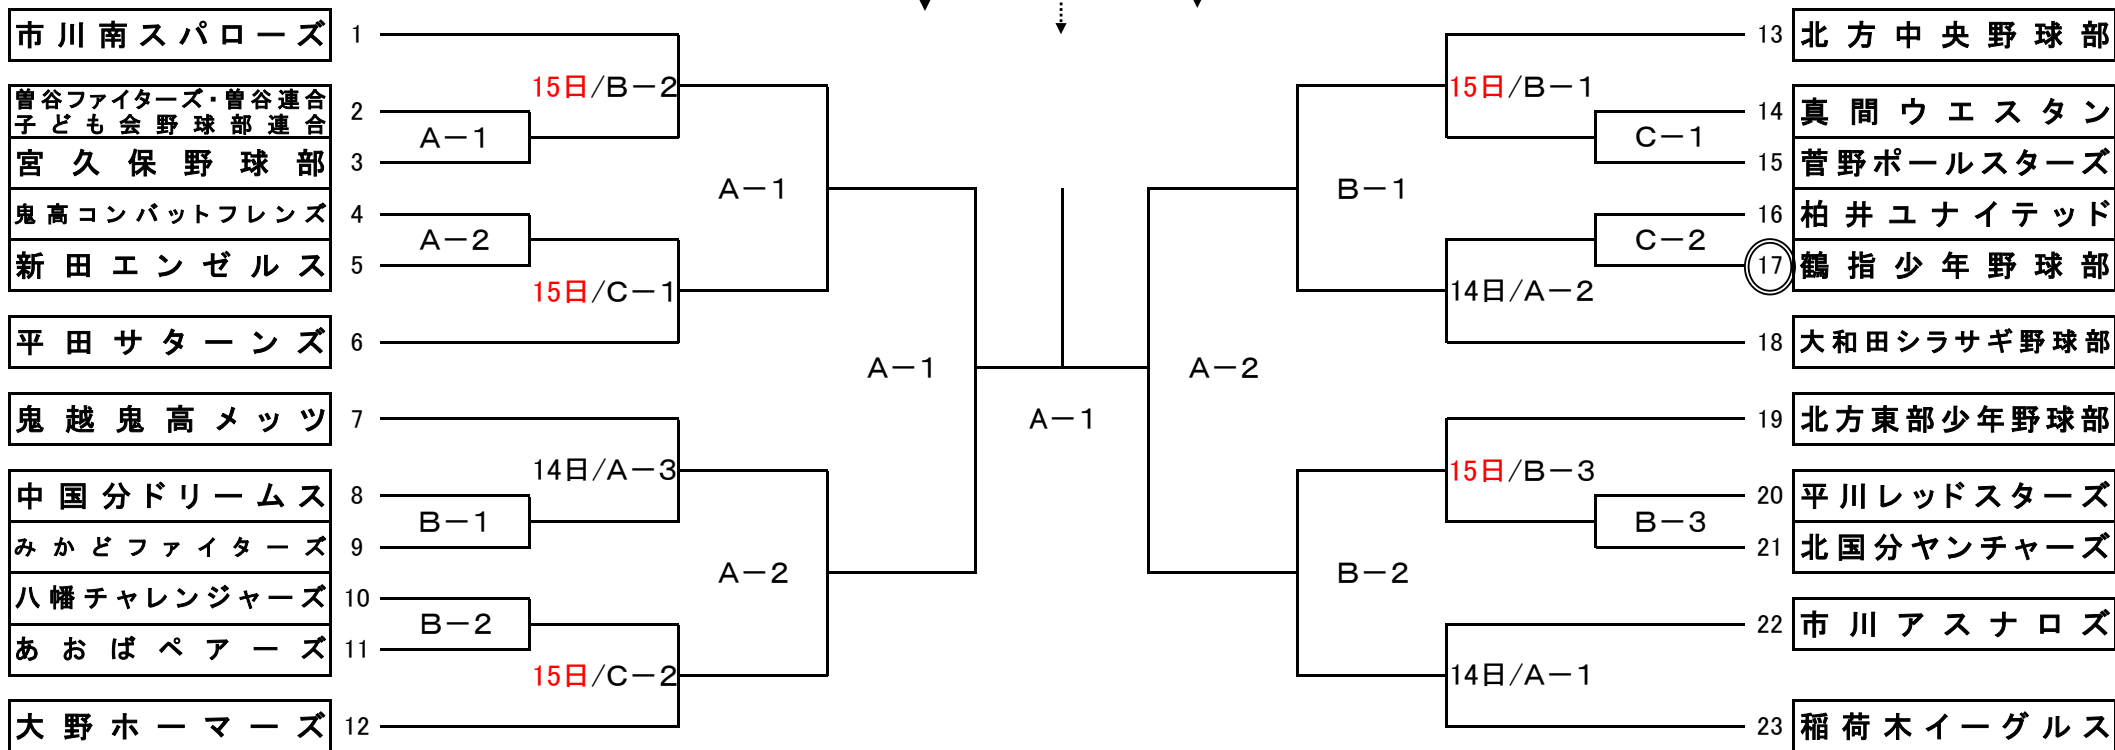 市川南スパローズ 1
15日/B－2
曽谷ファイターズ・曽谷連合
子ども会野球部連合 2
A－1
宮久保野球部 3
A－1
鬼高コンバットフレンズ 4
A－2
新田エンゼルス 5
15日/C－1
平田サターンズ 6
A－1
鬼越鬼高メッツ 7
14日/A－3
中国分ドリームス 8
B－1
みかどファイターズ 9
A－2
八幡チャレンジャーズ 10
B－2
あおばペアーズ 11
15日/C－2
大野ホーマーズ 12
A－1
13 北方中央野球部
15日/B－1
14 真間ウエスタン
C－1
15 菅野ポールスターズ
B－1
16 柏井ユナイテッド
C－2
17 鶴指少年野球部
14日/A－2
18 大和田シラサギ野球部
A－2
19 北方東部少年野球部
15日/B－3
20 平川レッドスターズ
B－3
21 北国分ヤンチャーズ
B－2
22 市川アスナロズ
14日/A－1
23 稲荷木イーグルス